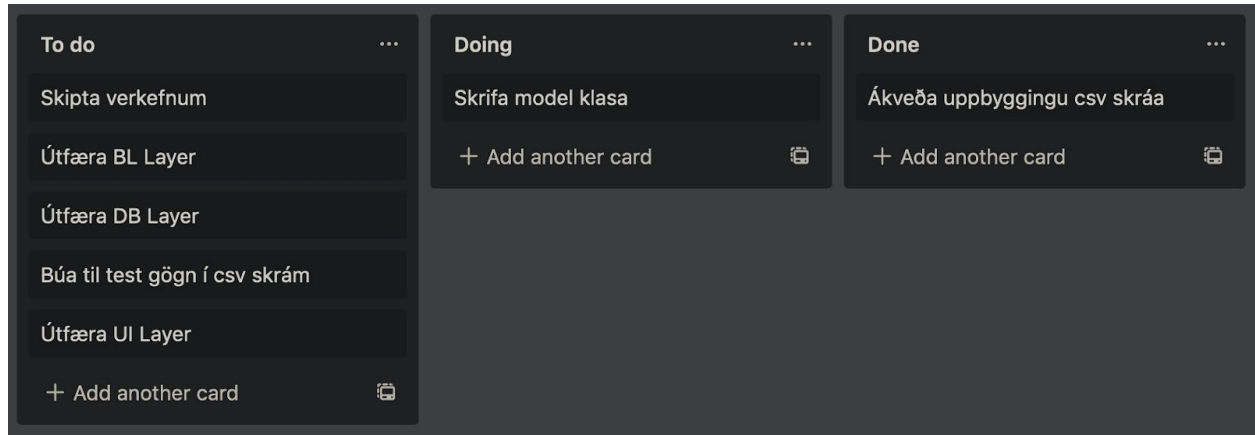 To do
Skipta verkefnum
Útfæra BL Layer
Útfæra DB Layer
Búa til test gögn í csv skrám
Útfæra UI Layer
+ Add another card
Doing
Skrifa model klasa
+ Add another card
Done
Ákveða uppbyggingu csv skráa
+ Add another card